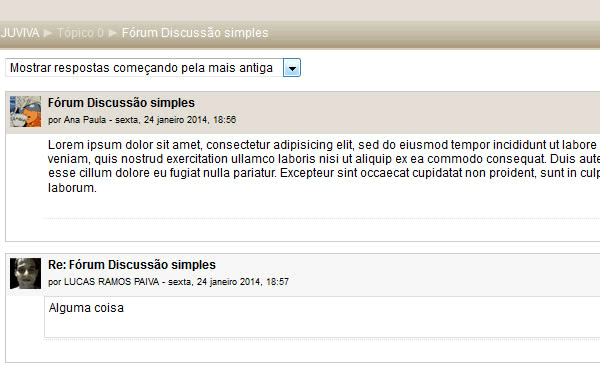 JUVIVA ► Tópico 0 ► Fórum Discussão simples
Mostrar respostas começando pela mais antiga
Fórum Discussão simples
por Ana Paula - sexta, 24 janeiro 2014, 18:56
Lorem ipsum dolor sit amet, consectetur adipisicing elit, sed do eiusmod tempor incididunt ut labore
veniam, quis nostrud exercitation ullamco laboris nisi ut aliquip ex ea commodo consequat. Duis aute
esse cillum dolore eu fugiat nulla pariatur. Excepteur sint occaecat cupidatat non proident, sunt in culp
laborum.
Re: Fórum Discussão simples
por LUCAS RAMOS PAIVA - sexta, 24 janeiro 2014, 18:57
Alguma coisa